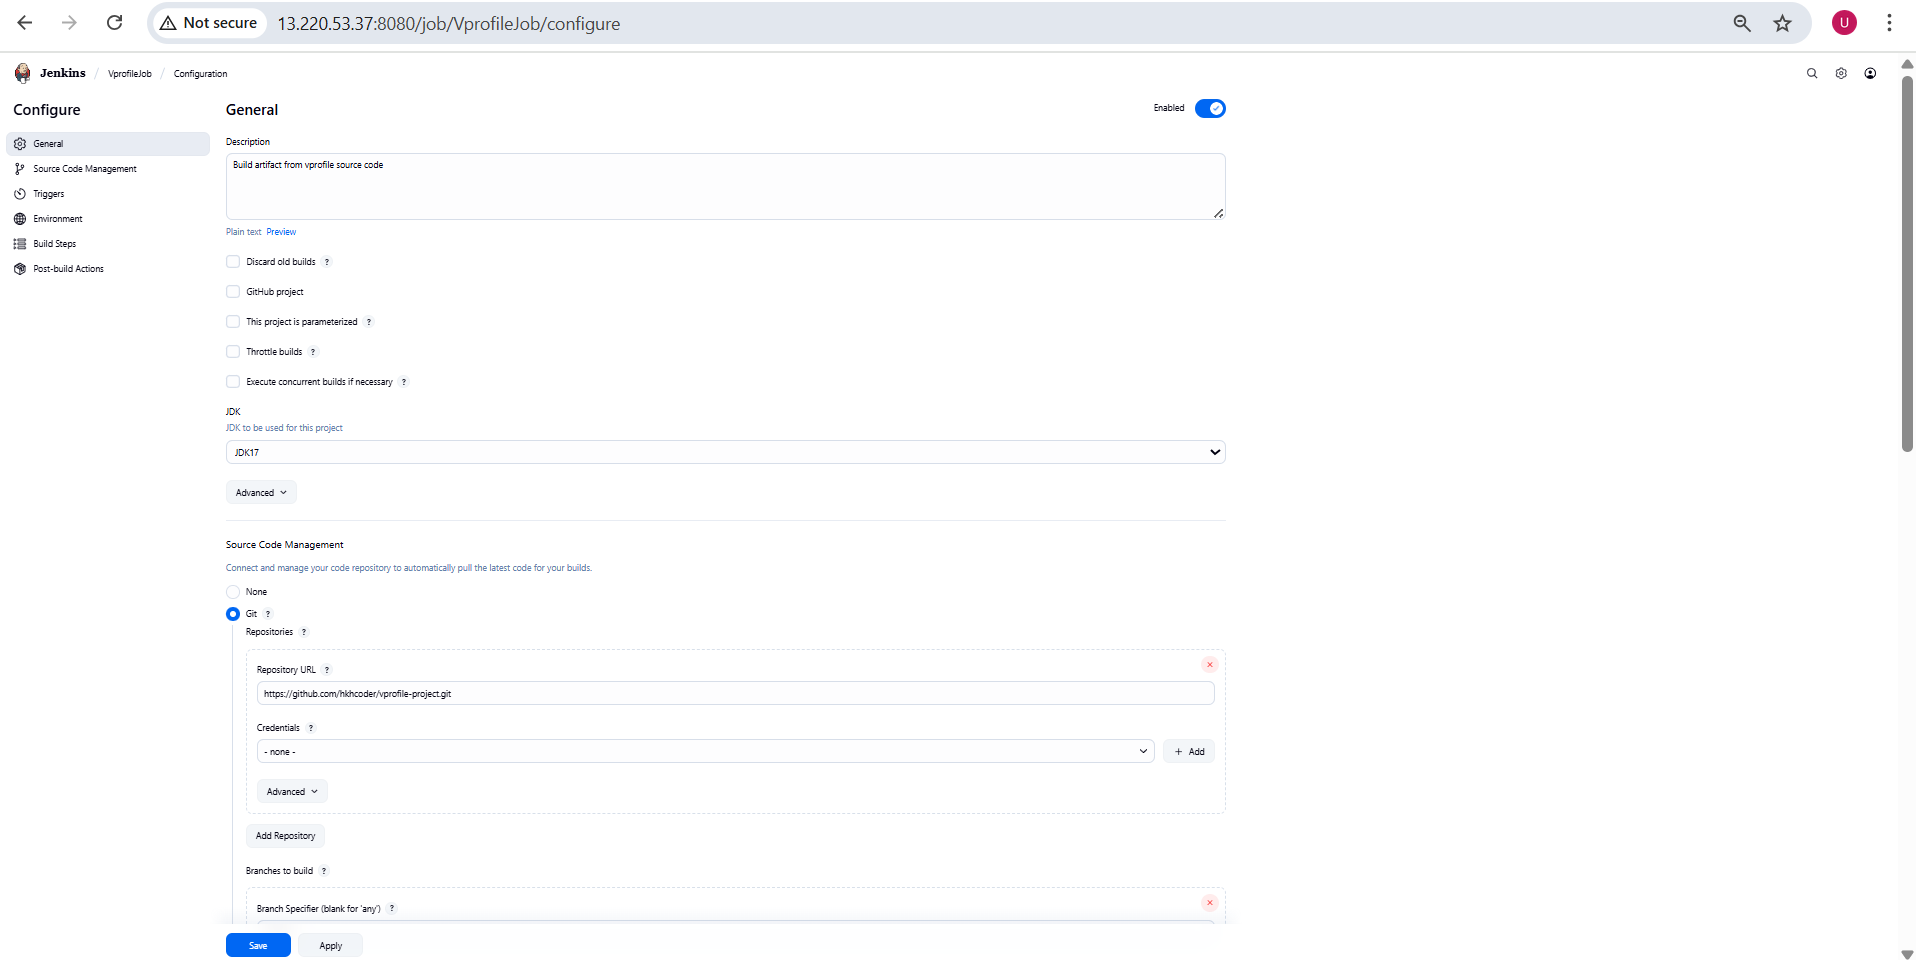 Not secure 13.220.53.37:8080/job/VprofileJob/configure U
Jenkins / VprofileJob / Configuration
Configure
General
Source Code Management
Triggers
Environment
Build Steps
Post-build Actions
General
Enabled
Description
Build artifact from vprofile source code
Plain text Preview
Discard old builds ?
GitHub project
This project is parameterized ?
Throttle builds ?
Execute concurrent builds if necessary ?
JDK
JDK to be used for this project
JDK17
Advanced
Source Code Management
Connect and manage your code repository to automatically pull the latest code for your builds.
None
Git ?
Repositories ?
Repository URL ?
https://github.com/hkhcoder/vprofile-project.git
Credentials ?
- none -
+ Add
Advanced
Add Repository
Branches to build ?
Branch Specifier (blank for 'any') ?
Save Apply